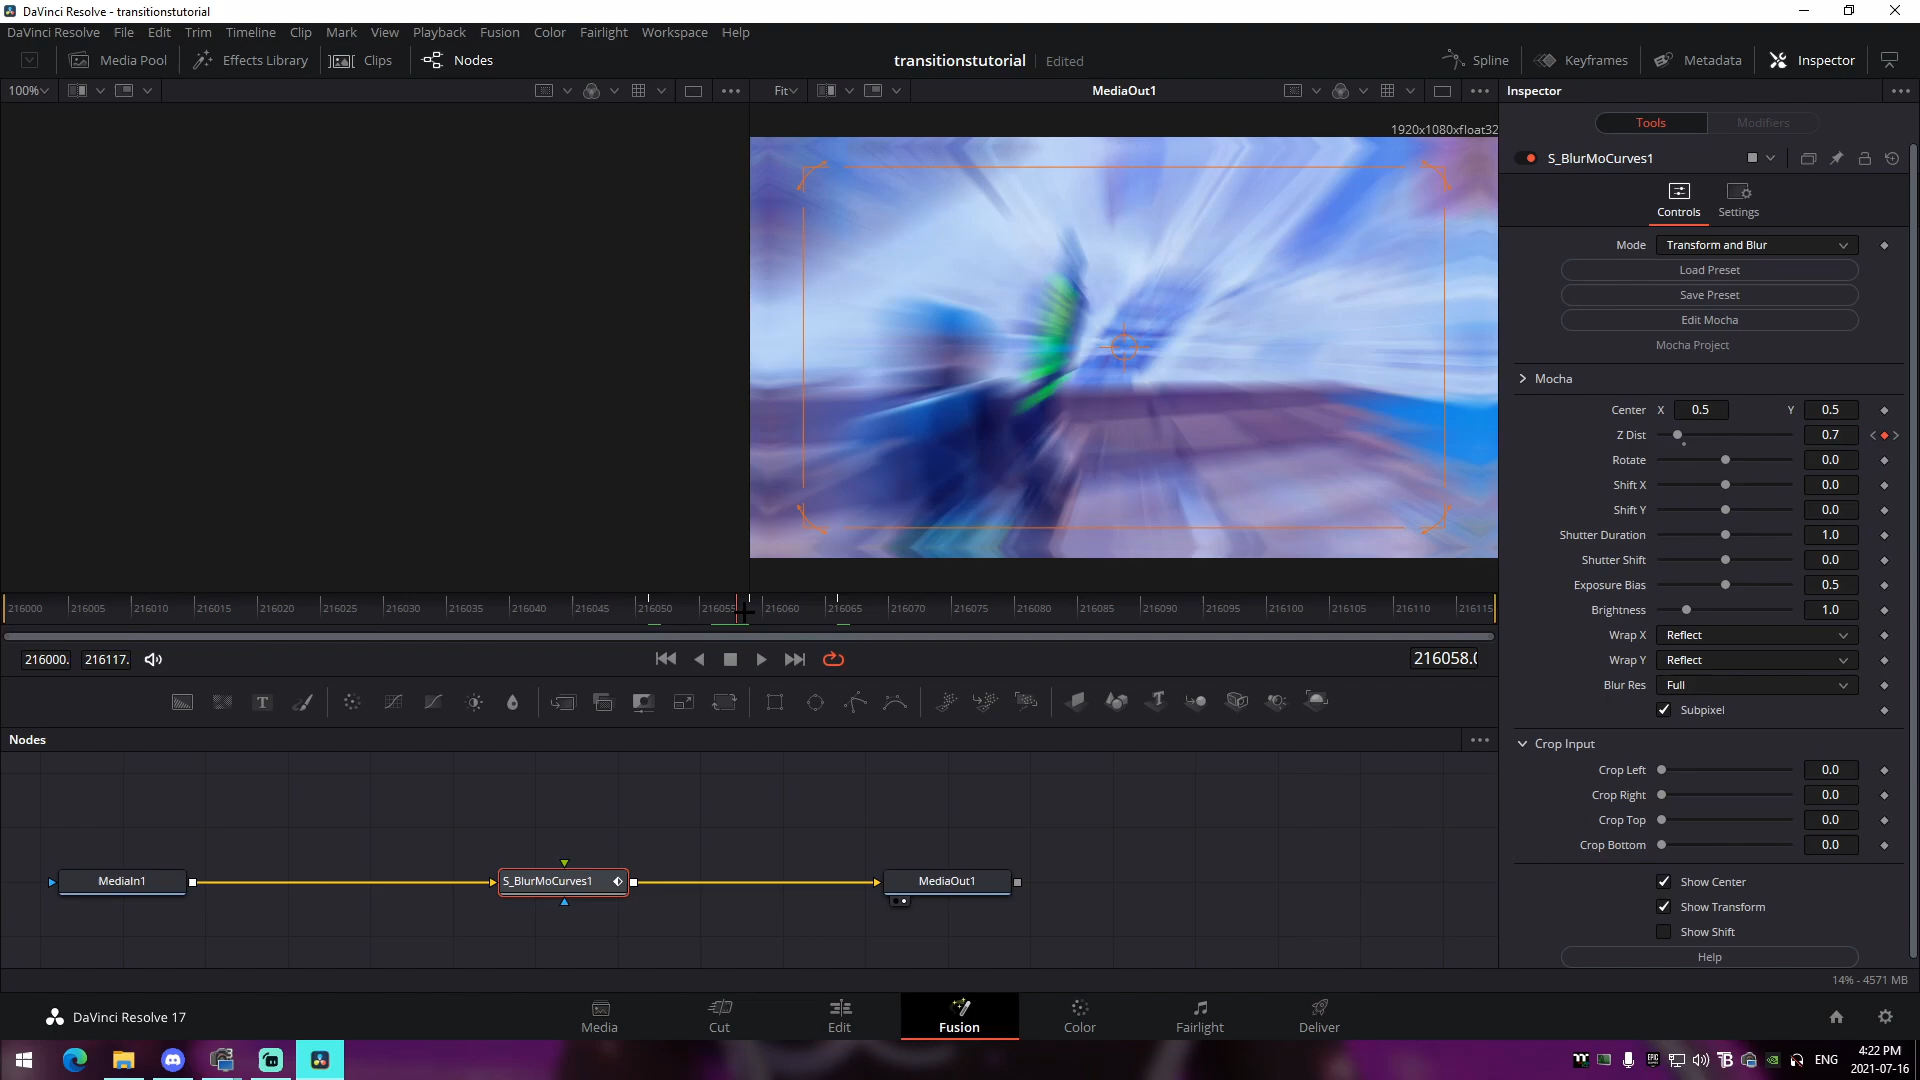 DaVinci Resolve - transitionstutorial
DaVinci Resolve File Edit Trim Timeline Clip Mark View Playback Fusion Color Fairlight Workspace Help
Media Pool Effects Library Clips Nodes transitionstutorial Edited Spline Keyframes Metadata Inspector
100% Fit MediaOut1 Inspector
1920x1080xfloat32
Tools Modifiers
S_BlurMoCurves1
Controls Settings
Mode Transform and Blur
Load Preset
Save Preset
Edit Mocha
Mocha Project
Mocha
Center X 0.5 Y 0.5
Z Dist 0.7
Rotate 0.0
Shift X 0.0
Shift Y 0.0
Shutter Duration 1.0
Shutter Shift 0.0
Exposure Bias 0.5
Brightness 1.0
Wrap X Reflect
Wrap Y Reflect
Blur Res Full
Subpixel
Crop Input
Crop Left 0.0
Crop Right 0.0
Crop Top 0.0
Crop Bottom 0.0
Show Center
Show Transform
Show Shift
Help
216000 216005 216010 216015 216020 216025 216030 216035 216040 216045 216050 216055 216060 216065 216070 216075 216080 216085 216090 216095 216100 216105 216110 216115
216000. 216117. 216058.0
Nodes
MediaIn1 S_BlurMoCurves1 MediaOut1
14% - 4571 MB
DaVinci Resolve 17 Media Cut Edit Fusion Color Fairlight Deliver
ENG 4:22 PM
2021-07-16